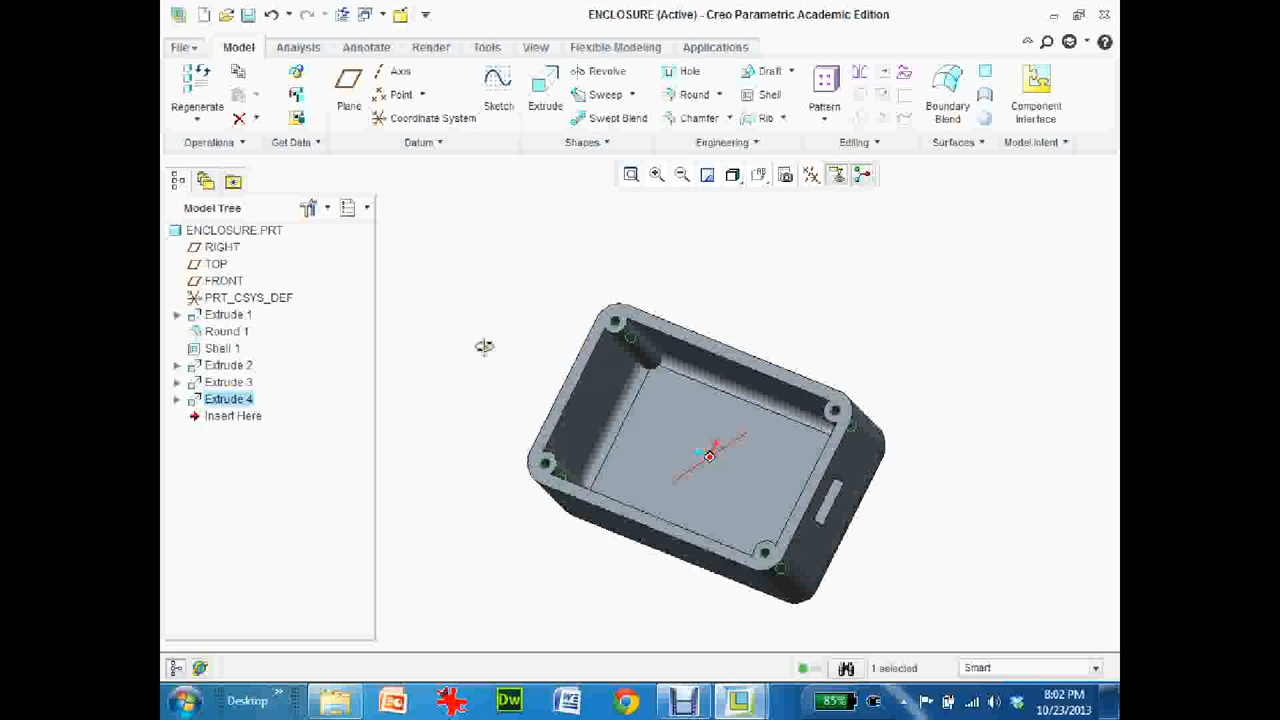 ENCLOSURE (Active) - Creo Parametric Academic Edition
File Model Analysis Annotate Render Tools View Flexible Modeling Applications
Regenerate Plane Axis Sketch Extrude Revolve Hole Draft Pattern Boundary Blend Component Interface
Point Sweep Round Shell
Coordinate System Swept Blend Chamfer Rib
Operations Get Data Datum Shapes Engineering Editing Surfaces Model Intent
Model Tree
ENCLOSURE.PRT
RIGHT
TOP
FRONT
PRT_CSYS_DEF
Extrude 1
Round 1
Shell 1
Extrude 2
Extrude 3
Extrude 4
Insert Here
1 selected Smart
Desktop » Dw 85% 8:02 PM
10/23/2013